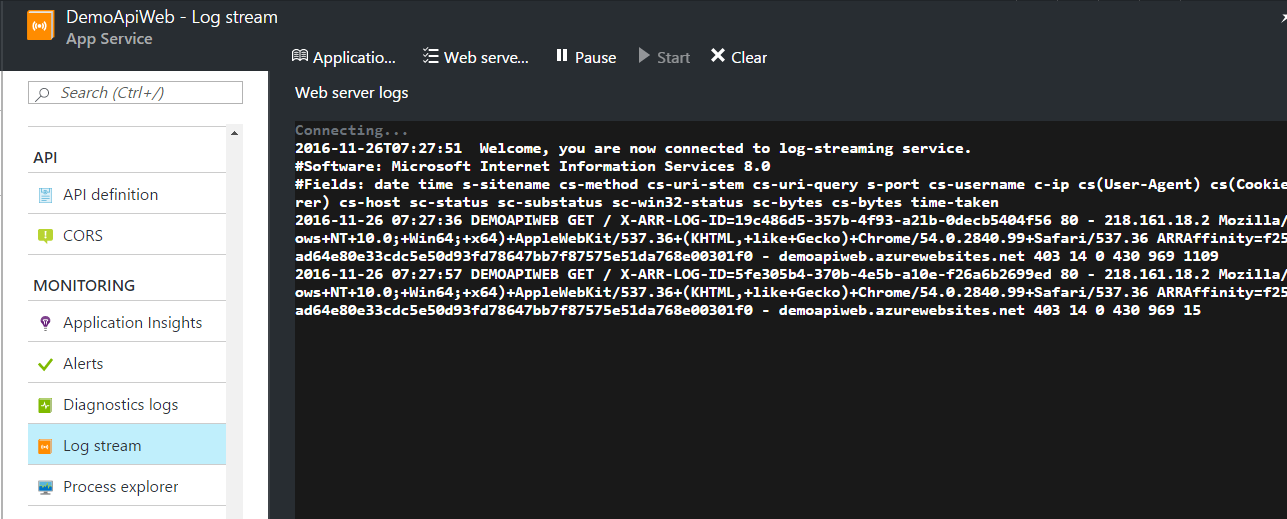 DemoApiWeb - Log stream
App Service
Applicatio...
Web serve...
Pause
Start
Clear
Search (Ctrl+/)
API
API definition
CORS
MONITORING
Application Insights
Alerts
Diagnostics logs
Log stream
Process explorer
Web server logs
Connecting...
2016-11-26T07:27:51  Welcome, you are now connected to log-streaming service.
#Software: Microsoft Internet Information Services 8.0
#Fields: date time s-sitename cs-method cs-uri-stem cs-uri-query s-port cs-username c-ip cs(User-Agent) cs(Cookie
rer) cs-host sc-status sc-substatus sc-win32-status sc-bytes cs-bytes time-taken
2016-11-26 07:27:36 DEMOAPIWEB GET / X-ARR-LOG-ID=19c486d5-357b-4f93-a21b-0decb5404f56 80 - 218.161.18.2 Mozilla/
ows+NT+10.0;+Win64;+x64)+AppleWebKit/537.36+(KHTML,+like+Gecko)+Chrome/54.0.2840.99+Safari/537.36 ARRAffinity=f25
ad64e80e33cdc5e50d93fd78647bb7f87575e51da768e00301f0 - demoapiweb.azurewebsites.net 403 14 0 430 969 1109
2016-11-26 07:27:57 DEMOAPIWEB GET / X-ARR-LOG-ID=5fe305b4-370b-4e5b-a10e-f26a6b2699ed 80 - 218.161.18.2 Mozilla/
ows+NT+10.0;+Win64;+x64)+AppleWebKit/537.36+(KHTML,+like+Gecko)+Chrome/54.0.2840.99+Safari/537.36 ARRAffinity=f25
ad64e80e33cdc5e50d93fd78647bb7f87575e51da768e00301f0 - demoapiweb.azurewebsites.net 403 14 0 430 969 15